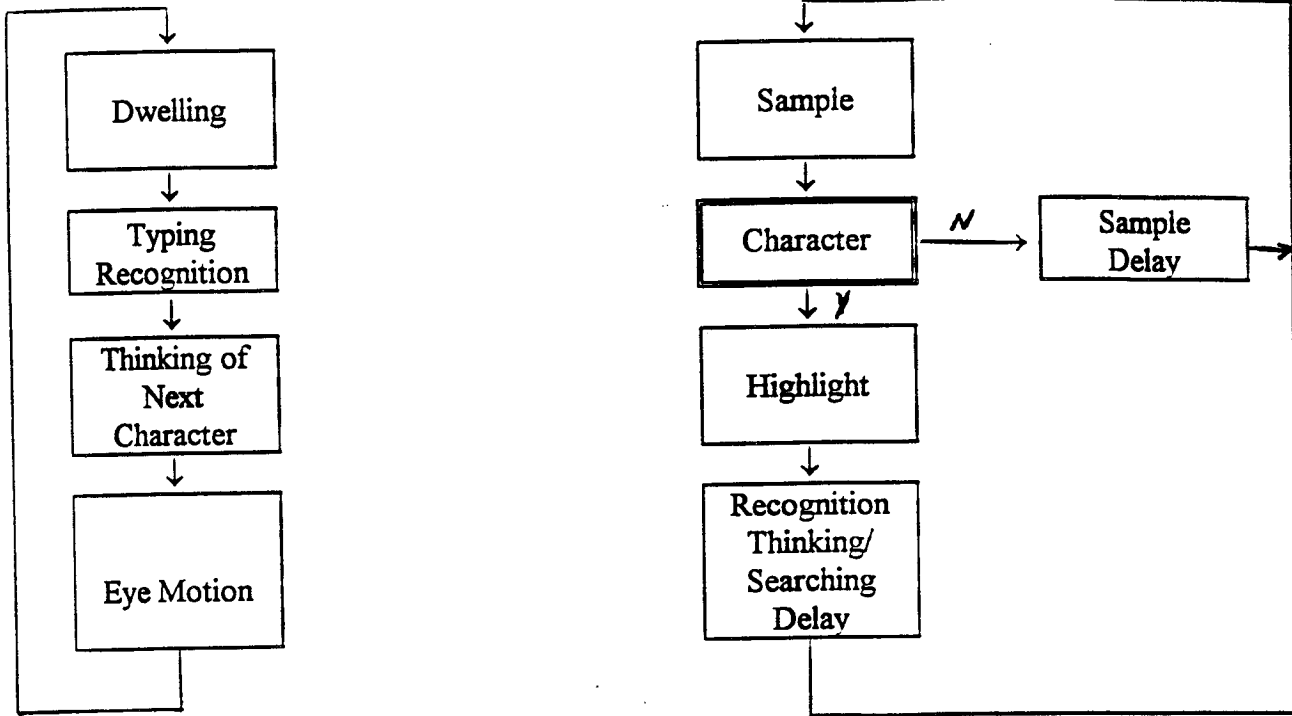 Dwelling
Typing
Recognition
Thinking of
Next
Character
Eye Motion
Sample
Character
N
Sample
Delay
Y
Highlight
Recognition
Thinking/
Searching
Delay